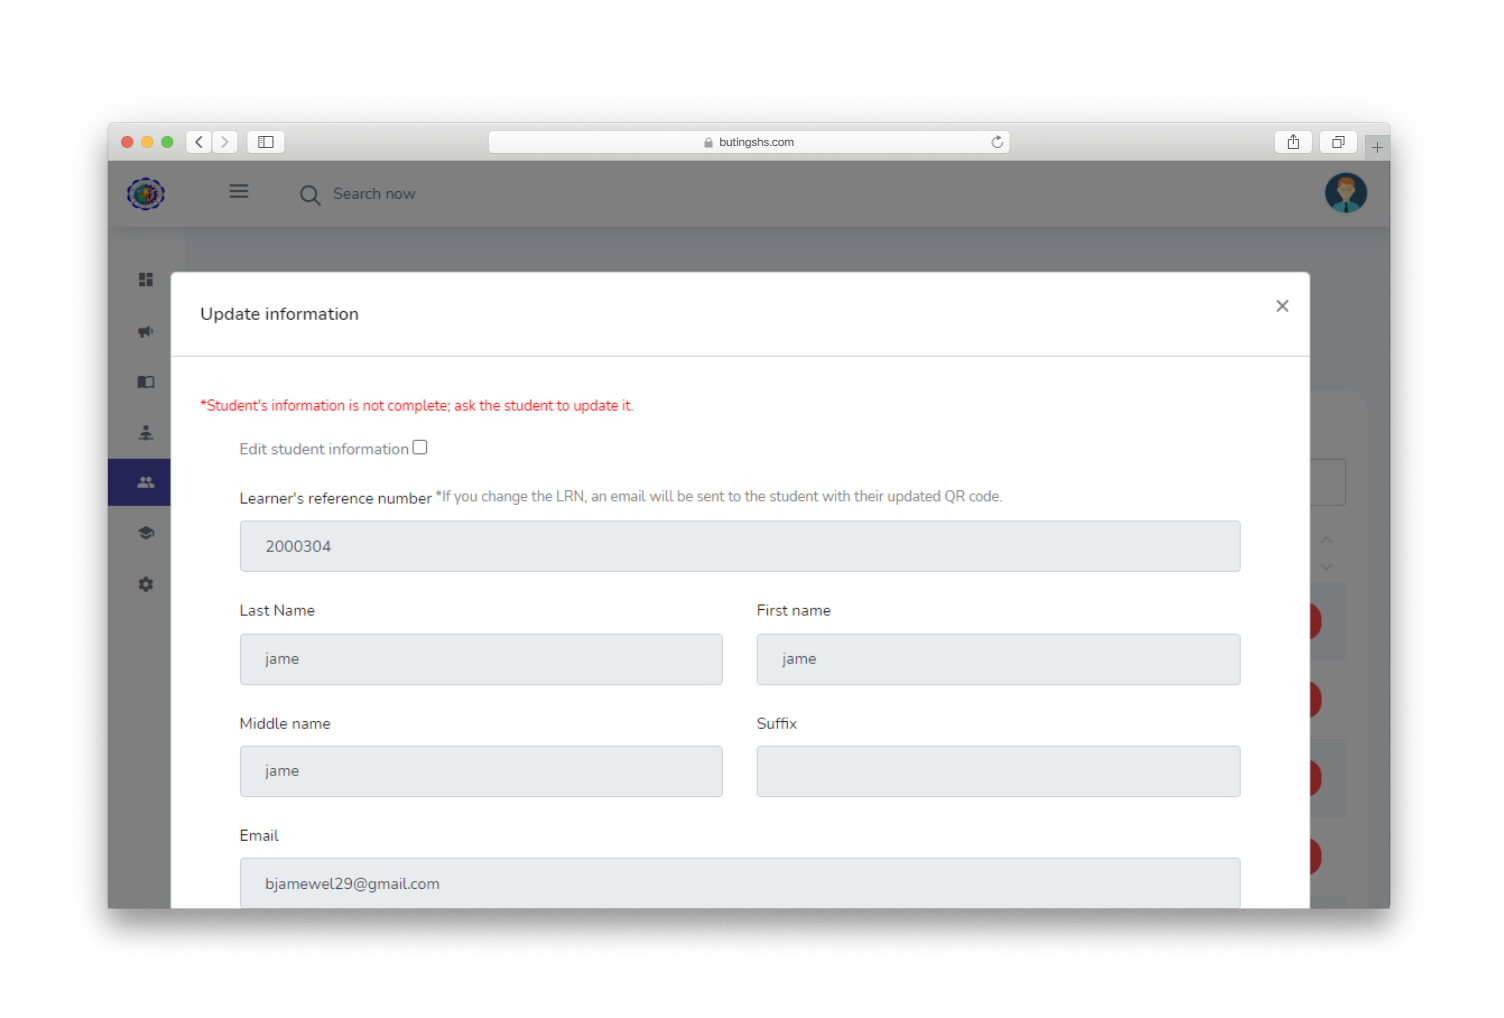 butingshs.com
Search now
Update information
*Student's information is not complete; ask the student to update it.
Edit student information
Learner's reference number *If you change the LRN, an email will be sent to the student with their updated QR code.
2000304
Last Name First name
jame jame
Middle name Suffix
jame
Email
bjamewel29@gmail.com